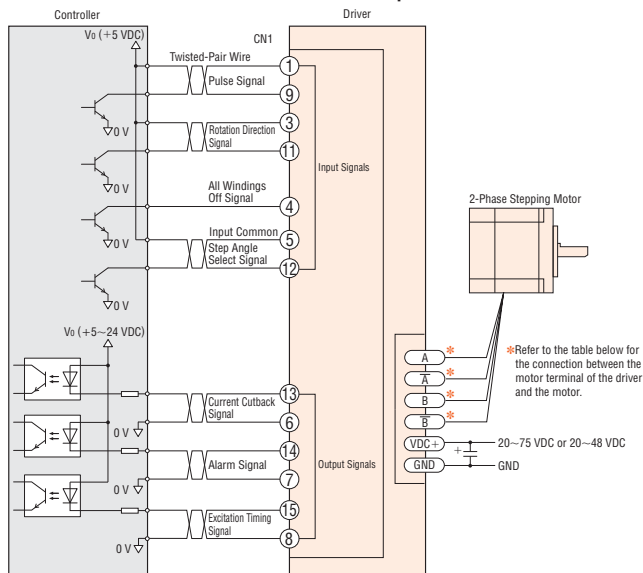 Controller
Driver
V0 (+5 VDC)
CN1
Twisted-Pair Wire
1
Pulse Signal
9
0 V
3
Rotation Direction
Signal
11
0 V
Input Signals
All Windings
Off Signal
4
0 V
Input Common
5
Step Angle
Select Signal
12
0 V
2-Phase Stepping Motor
V0 (+5~24 VDC)
A
*
*Refer to the table below for
the connection between the
motor terminal of the driver
and the motor.
A̅
*
B
*
B̅
*
13
Current Cutback
Signal
6
0 V
VDC+
+
20~75 VDC or 20~48 VDC
GND
GND
14
Alarm Signal
Output Signals
7
0 V
15
Excitation Timing
Signal
8
0 V